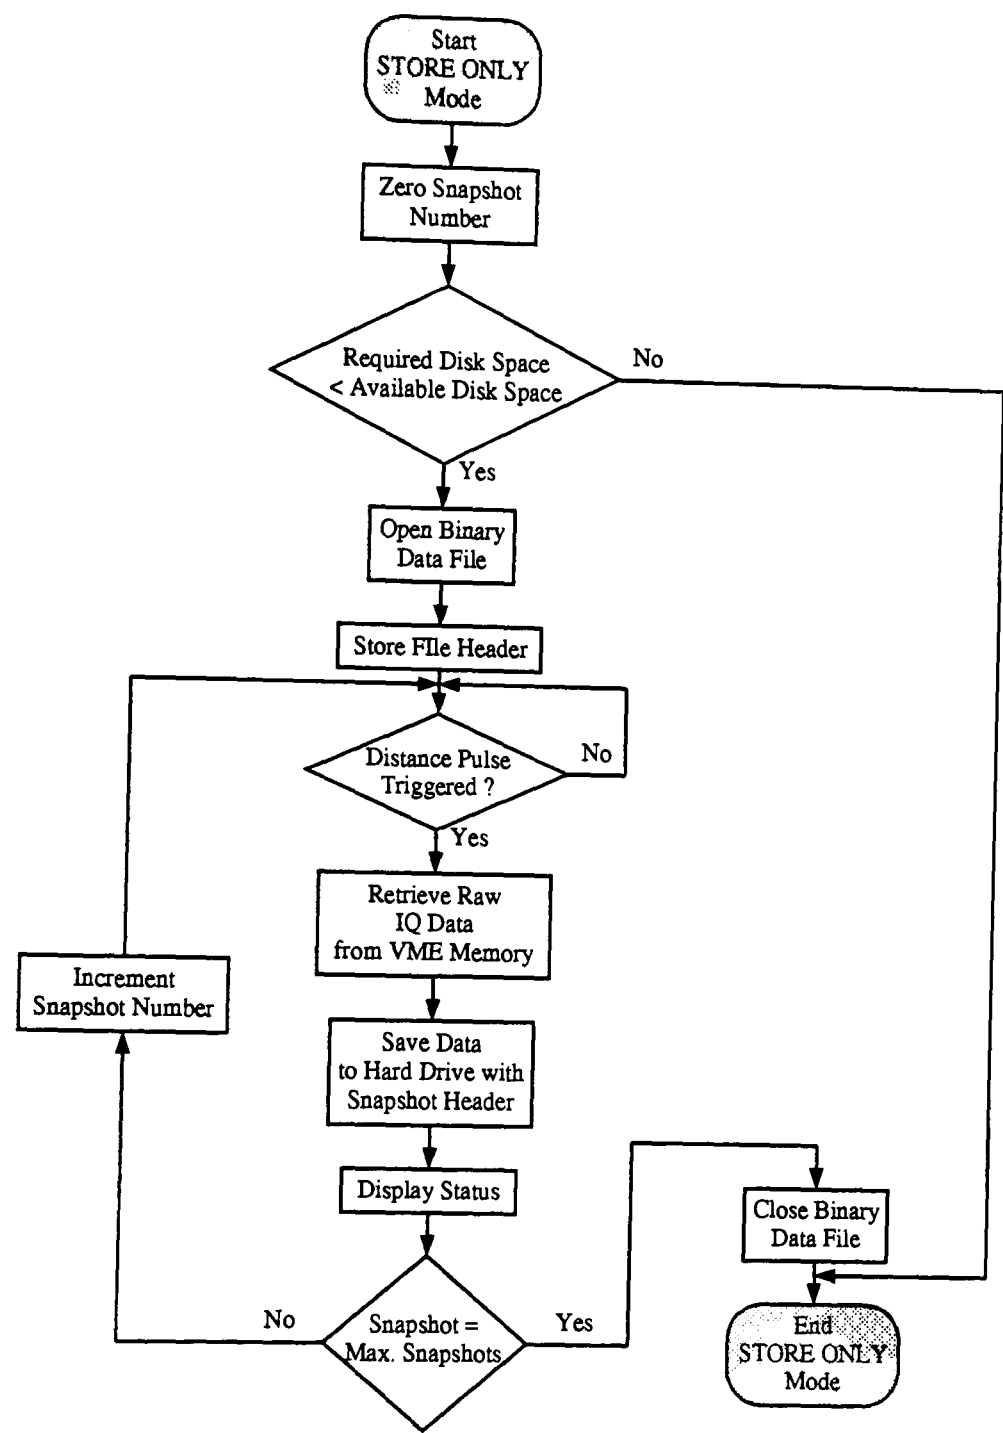 Start
STORE ONLY
Mode
Zero Snapshot
Number
Required Disk Space
< Available Disk Space
No
Yes
Open Binary
Data File
Store FIle Header
Distance Pulse
Triggered ?
No
Yes
Retrieve Raw
IQ Data
from VME Memory
Increment
Snapshot Number
Save Data
to Hard Drive with
Snapshot Header
Display Status
Close Binary
Data File
No
Snapshot =
Max. Snapshots
Yes
End
STORE ONLY
Mode